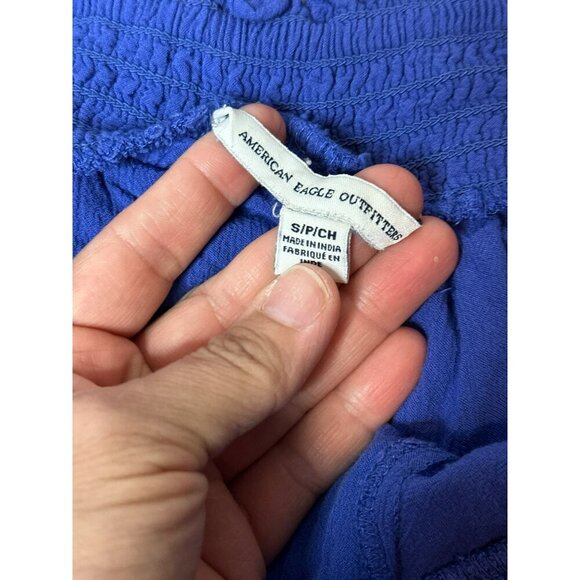 AMERICAN EAGLE OUTFITTERS
S/P/CH
MADE IN INDIA
FABRIQUÉ EN